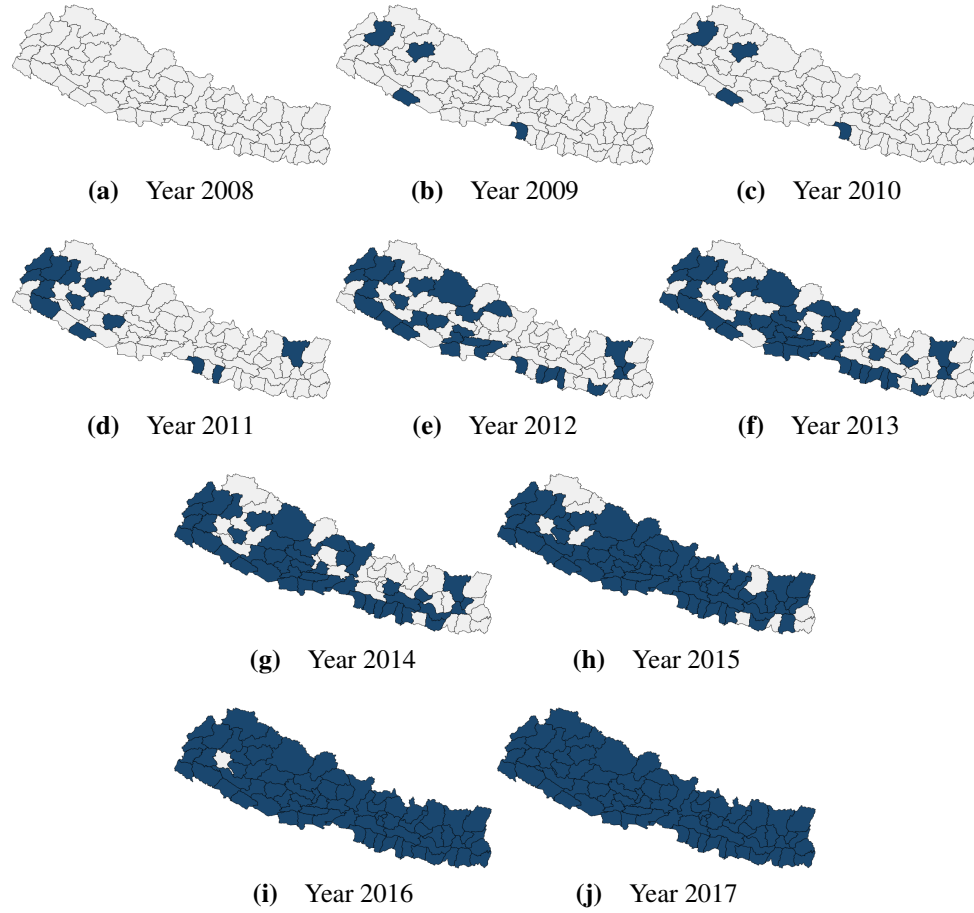 (a) Year 2008
(b) Year 2009
(c) Year 2010
(d) Year 2011
(e) Year 2012
(f) Year 2013
(g) Year 2014
(h) Year 2015
(i) Year 2016
(j) Year 2017